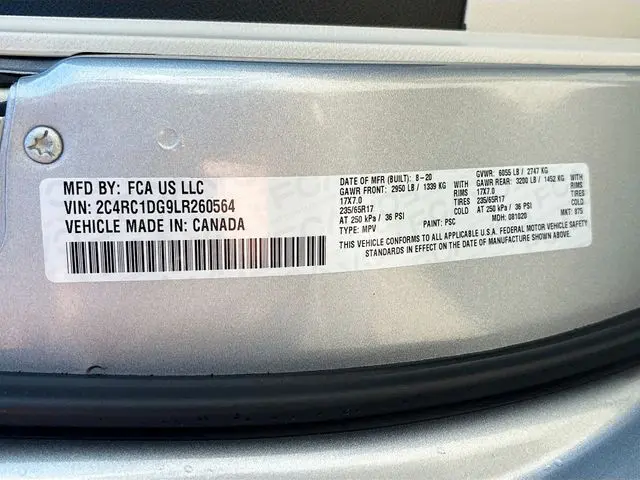 MFD BY: FCA US LLC
VIN: 2C4RC1DG9LR260564
VEHICLE MADE IN: CANADA
DATE OF MFR (BUILT): 8-20 GVWR: 6055 LB / 2747 KG
GAWR FRONT: 2950 LB / 1339 KG WITH GAWR REAR: 3200 LB / 1452 KG WITH
17X7.0 RIMS 17X7.0 RIMS
235/65R17 TIRES 235/65R17 TIRES
AT 250 kPa / 36 PSI COLD AT 250 kPa / 36 PSI COLD
TYPE: MPV PAINT: PSC MDH: 081020 MKT: 875
THIS VEHICLE CONFORMS TO ALL APPLICABLE U.S.A. FEDERAL MOTOR VEHICLE SAFETY
STANDARDS IN EFFECT ON THE DATE OF MANUFACTURE SHOWN ABOVE.